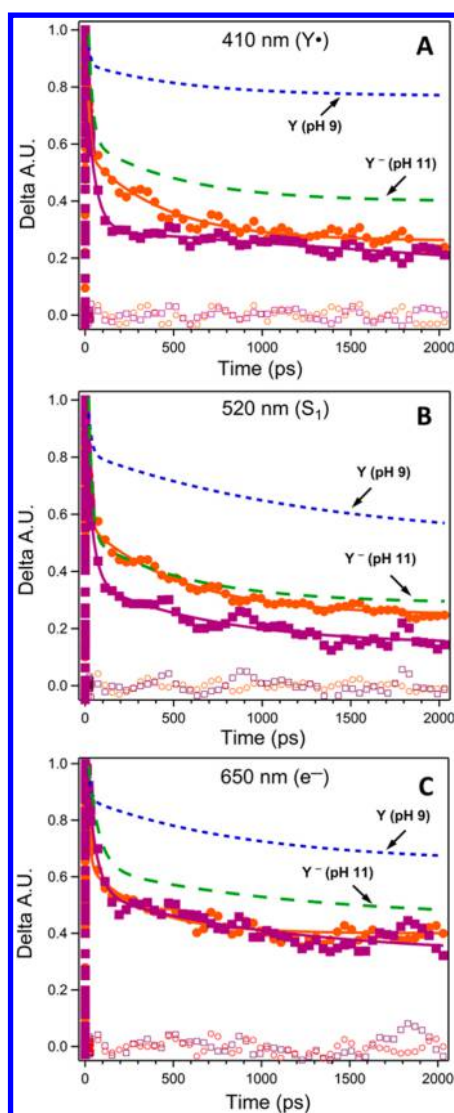 410 nm (Y•)
A
1.0
0.8
0.6
0.4
0.2
0.0
Delta A.U.
Y (pH 9)
Y⁻ (pH 11)
0
500
1000
1500
2000
Time (ps)
520 nm (S₁)
B
1.0
0.8
0.6
0.4
0.2
0.0
Delta A.U.
Y (pH 9)
Y⁻ (pH 11)
0
500
1000
1500
2000
Time (ps)
650 nm (e⁻)
C
1.0
0.8
0.6
0.4
0.2
0.0
Delta A.U.
Y (pH 9)
Y⁻ (pH 11)
0
500
1000
1500
2000
Time (ps)